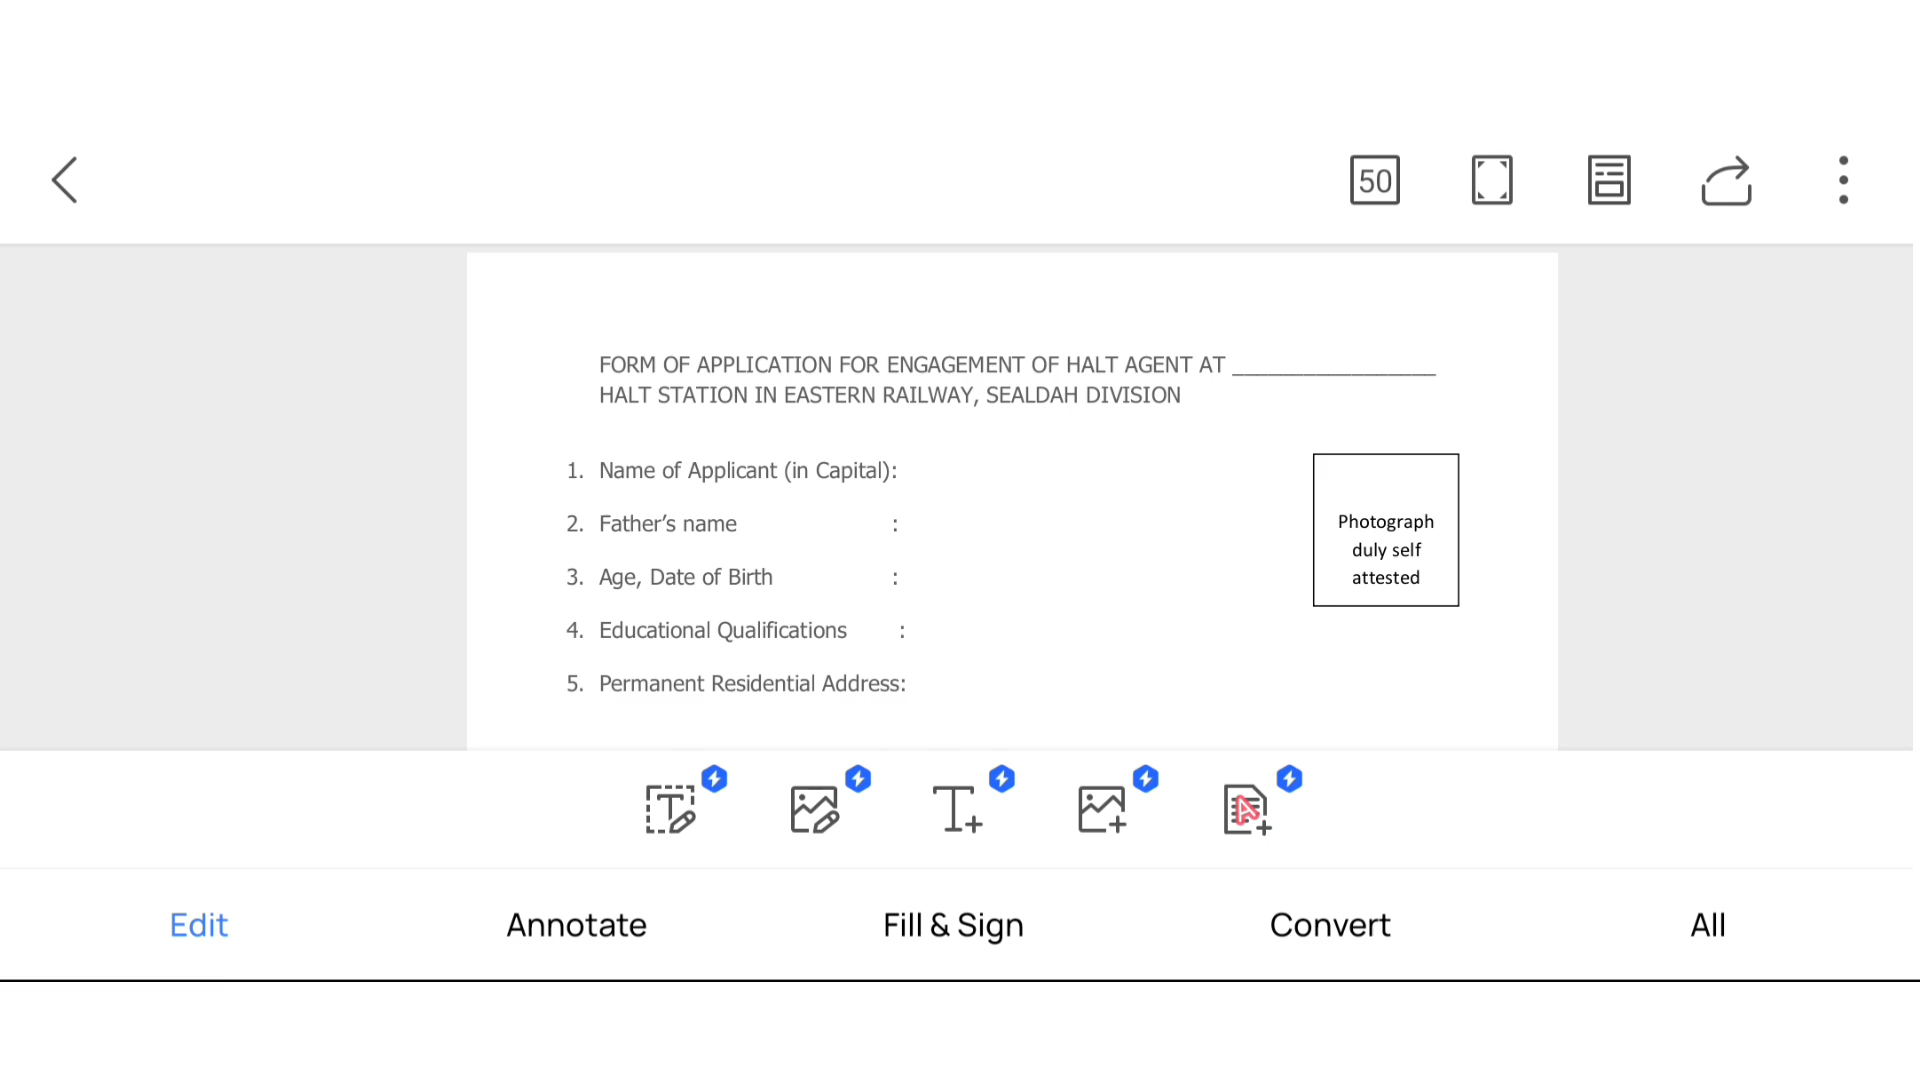 50
FORM OF APPLICATION FOR ENGAGEMENT OF HALT AGENT AT _________________
HALT STATION IN EASTERN RAILWAY, SEALDAH DIVISION
1. Name of Applicant (in Capital):
2. Father’s name :
3. Age, Date of Birth :
4. Educational Qualifications :
5. Permanent Residential Address:
Photograph
duly self
attested
Edit
Annotate
Fill & Sign
Convert
All